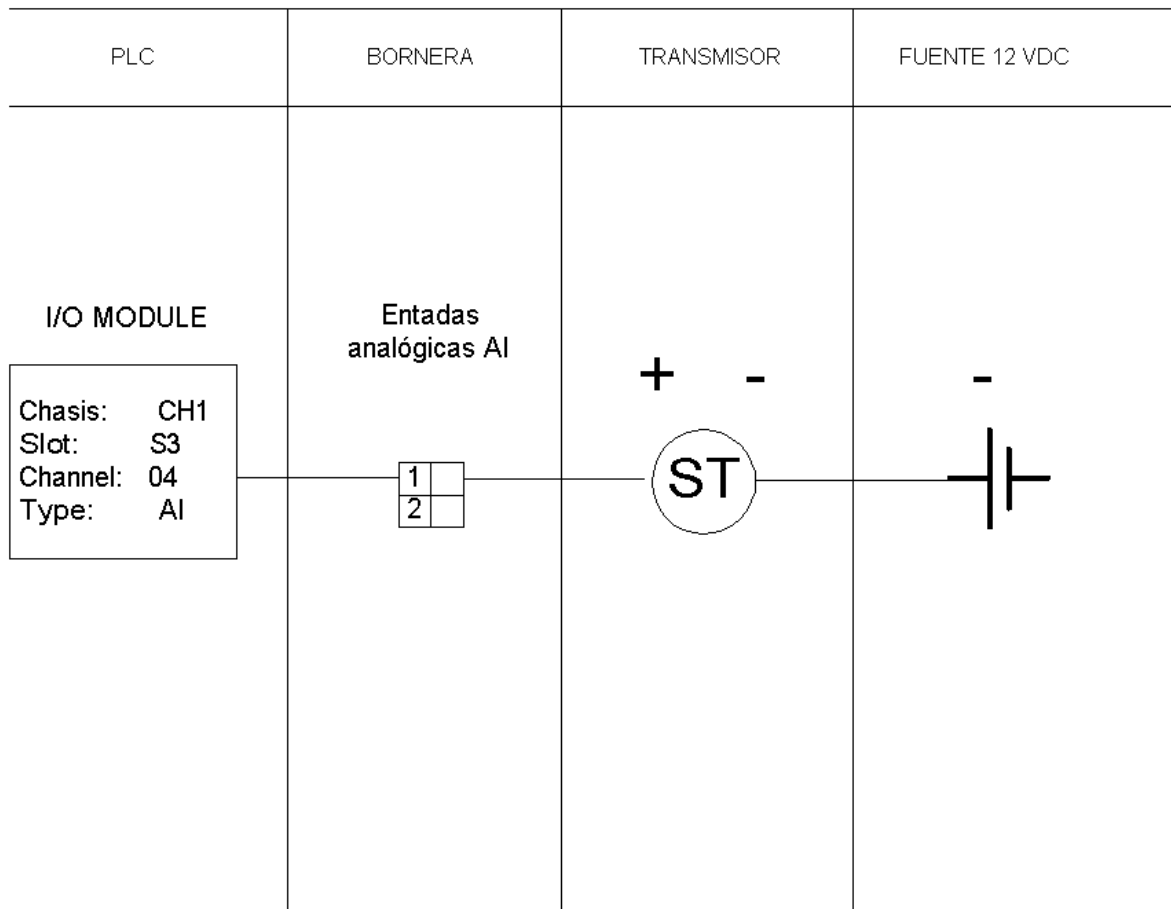 PLC
BORNERA
TRANSMISOR
FUENTE 12 VDC
I/O MODULE
Entadas
analógicas AI
+ -
-
Chasis: CH1
Slot: S3
Channel: 04
Type: AI
1
2
ST